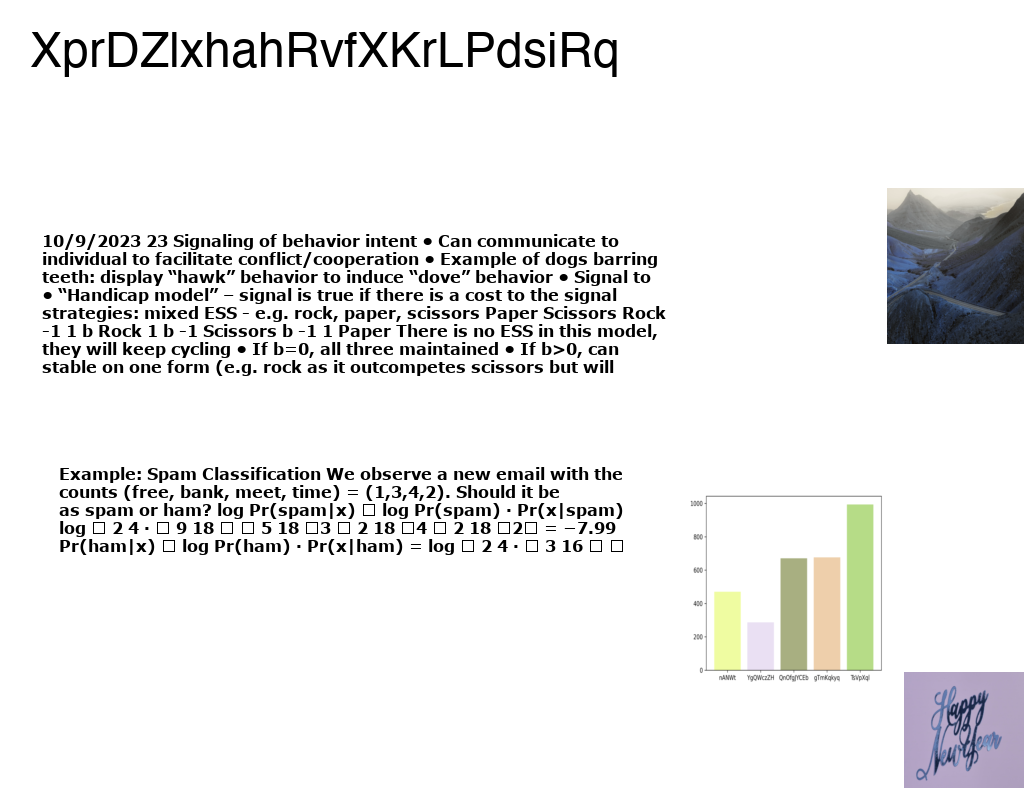 XprDZlxhahRvfXKrLPdsiRq
10/9/2023 23 Signaling of behavior intent • Can communicate to
individual to facilitate conflict/cooperation • Example of dogs barring
teeth: display “hawk” behavior to induce “dove” behavior • Signal to
• “Handicap model” – signal is true if there is a cost to the signal
strategies: mixed ESS - e.g. rock, paper, scissors Paper Scissors Rock
-1 1 b Rock 1 b -1 Scissors b -1 1 Paper There is no ESS in this model,
they will keep cycling • If b=0, all three maintained • If b>0, can
stable on one form (e.g. rock as it outcompetes scissors but will
Example: Spam Classification We observe a new email with the
counts (free, bank, meet, time) = (1,3,4,2). Should it be
as spam or ham? log Pr(spam|x) □ log Pr(spam) · Pr(x|spam)
log □ 2 4 · □ 9 18 □ □ 5 18 □3 □ 2 18 □4 □ 2 18 □2□ = −7.99
Pr(ham|x) □ log Pr(ham) · Pr(x|ham) = log □ 2 4 · □ 3 16 □ □
1000
800
600
400
200
0
nANWt YgQWczZH QnOfgJYCEb gTmKqkyq TsVpXqI
Happy
New Year